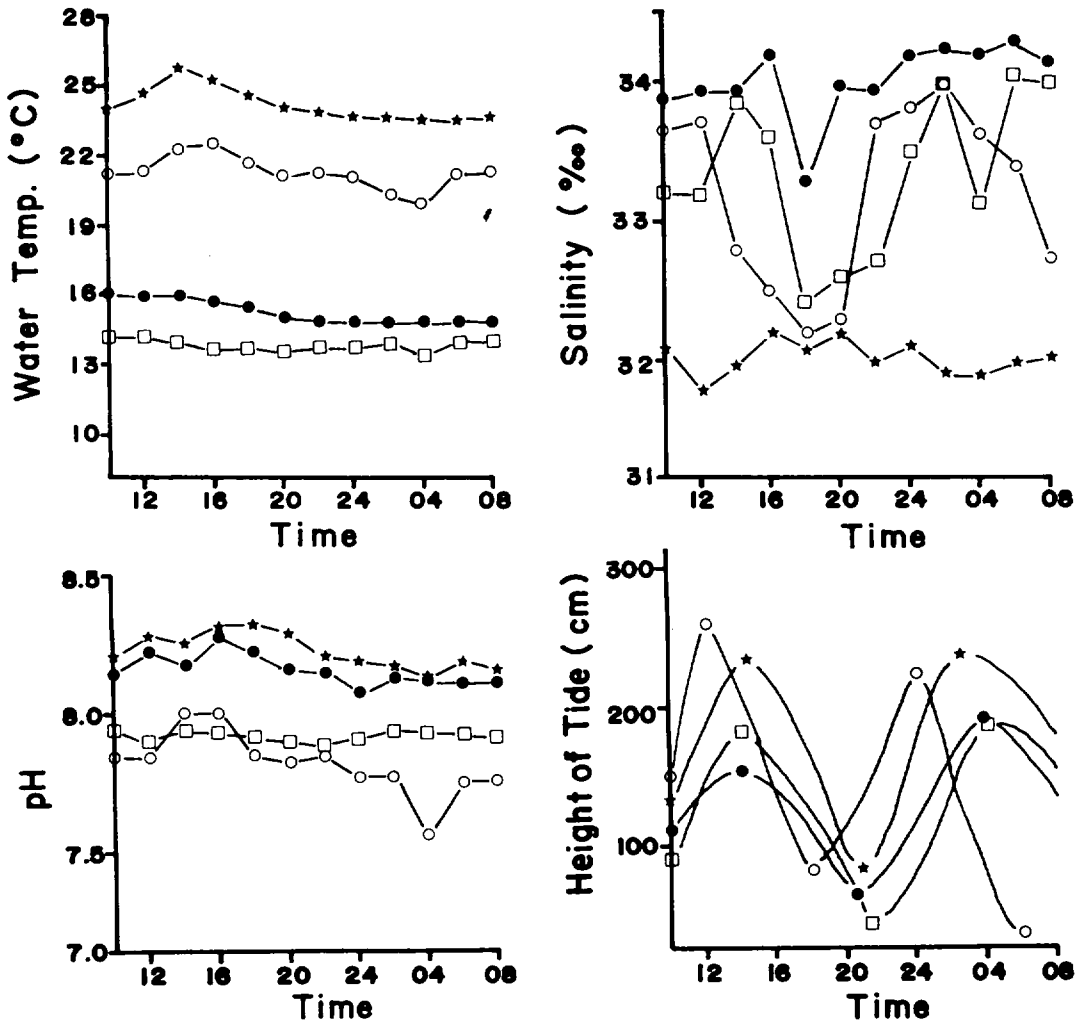 Water Temp. (°C)
28
25
22
19
16
13
10
12 16 20 24 04 08
Time
Salinity (‰)
34
33
32
31
12 16 20 24 04 08
Time
pH
8.5
8.0
7.5
7.0
12 16 20 24 04 08
Time
Height of Tide (cm)
300
200
100
12 16 20 24 04 08
Time